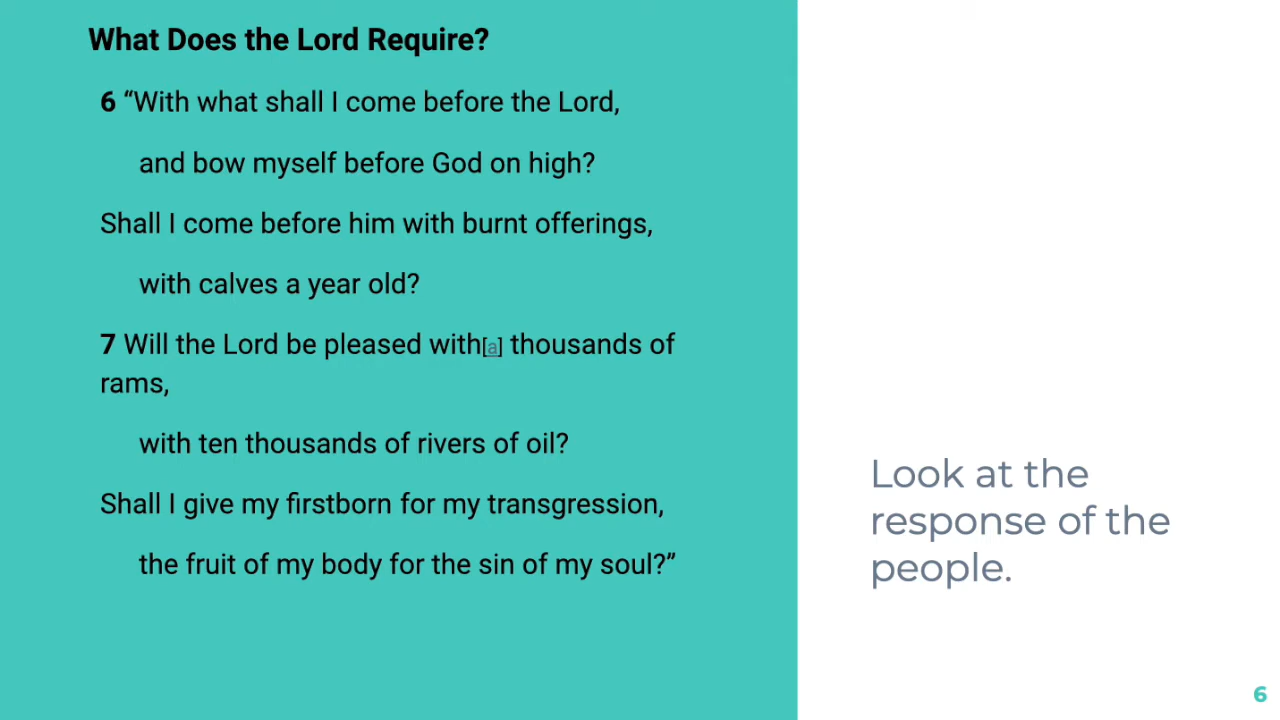 What Does the Lord Require?
6 “With what shall I come before the Lord,
and bow myself before God on high?
Shall I come before him with burnt offerings,
with calves a year old?
7 Will the Lord be pleased with[a] thousands of
rams,
with ten thousands of rivers of oil?
Shall I give my firstborn for my transgression,
the fruit of my body for the sin of my soul?”
Look at the
response of the
people.
6